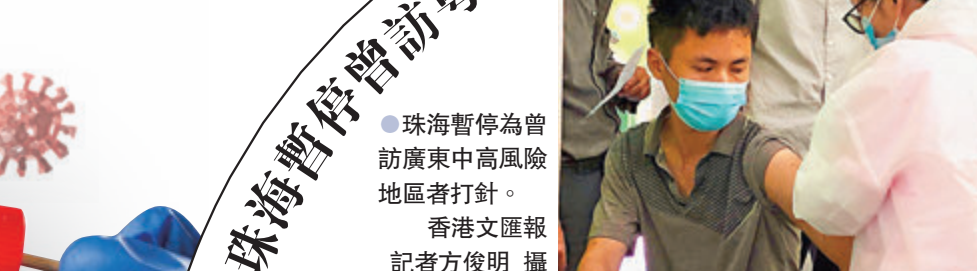 珠海暫停曾訪粵
●珠海暫停為曾
訪廣東中高風險
地區者打針。
香港文匯報
記者方俊明 攝